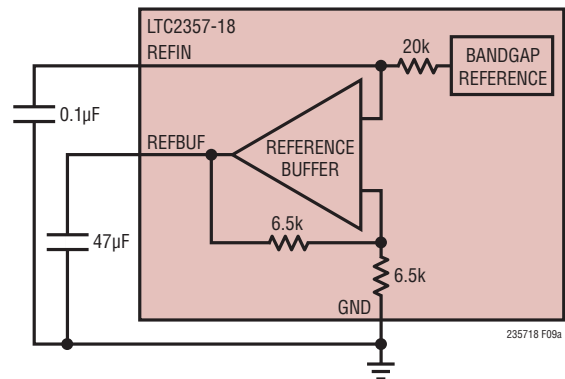 LTC2357-18
REFIN
20k
BANDGAP
REFERENCE
0.1µF
REFBUF
REFERENCE
BUFFER
6.5k
47µF
6.5k
GND
235718 F09a